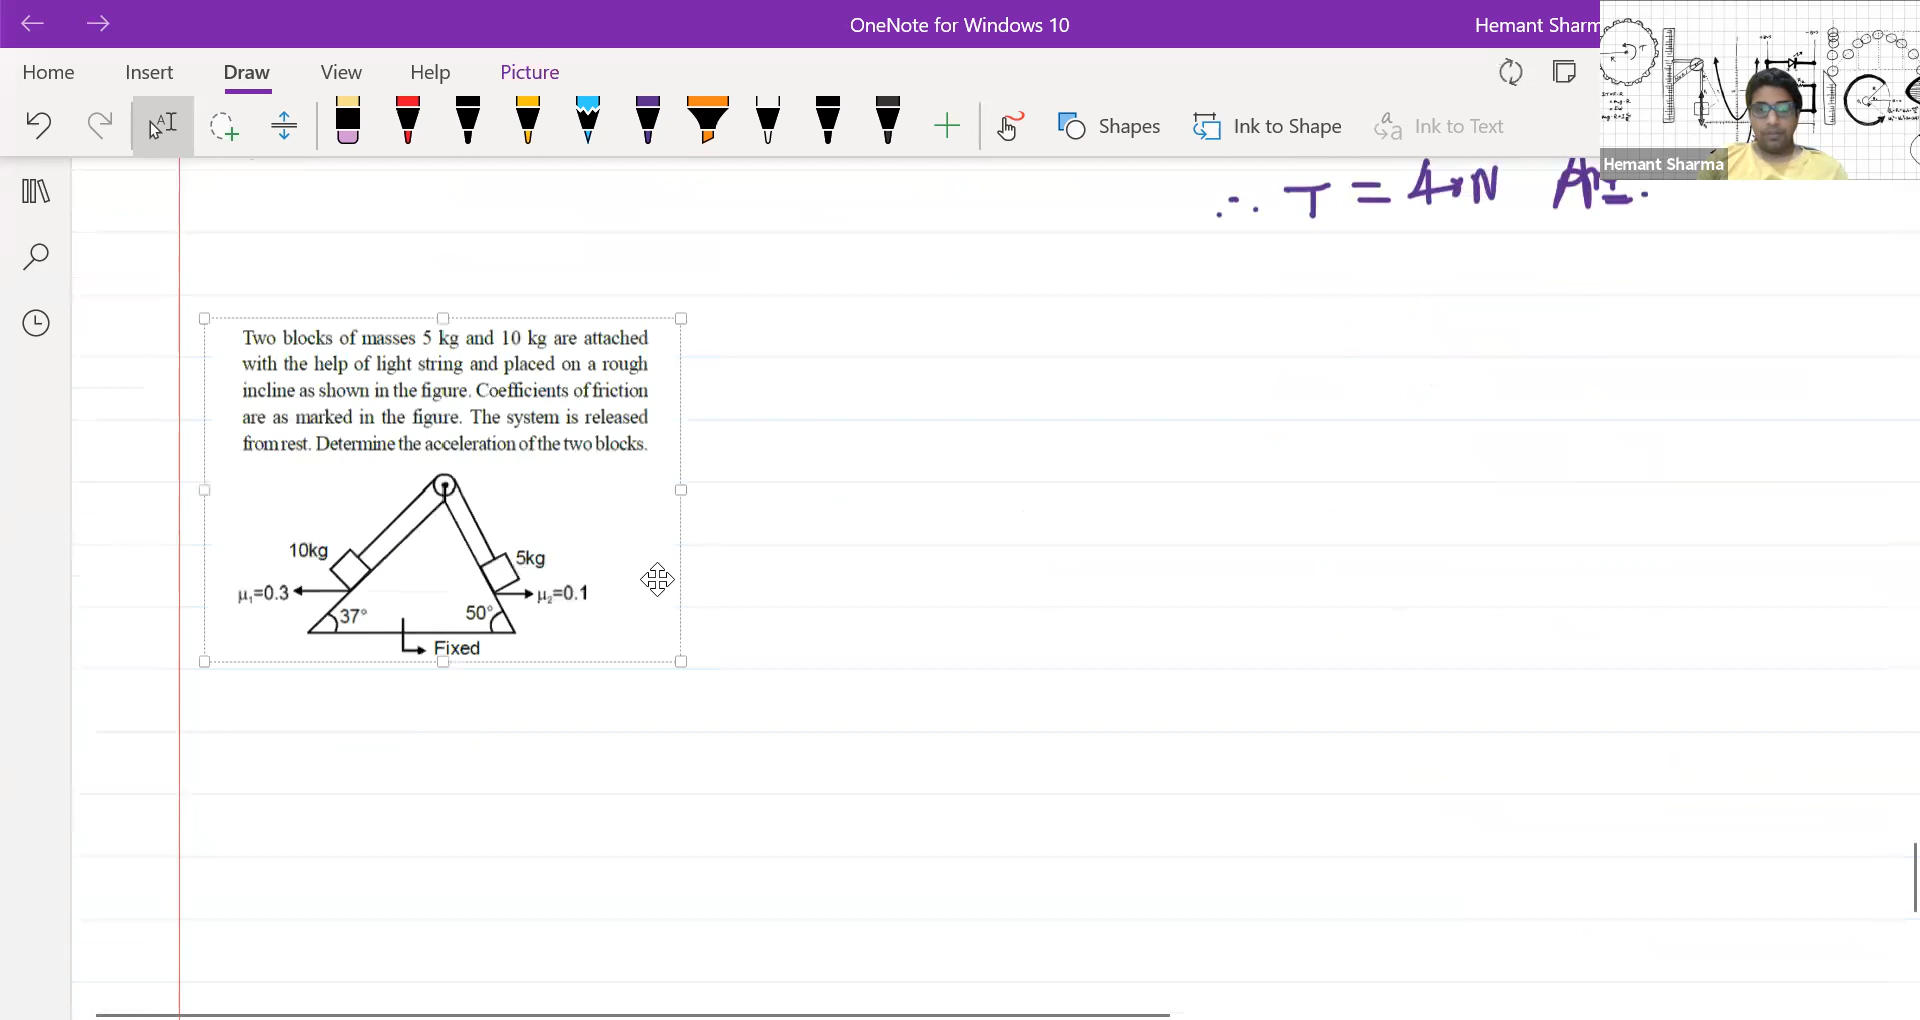 OneNote for Windows 10
Hemant Sharm
Home Insert Draw View Help Picture
Shapes Ink to Shape Ink to Text
Hemant Sharma
∴ T = 40N
Two blocks of masses 5 kg and 10 kg are attached
with the help of light string and placed on a rough
incline as shown in the figure. Coefficients of friction
are as marked in the figure. The system is released
from rest. Determine the acceleration of the two blocks.
10kg
5kg
μ₁=0.3
μ₂=0.1
37°
50°
Fixed